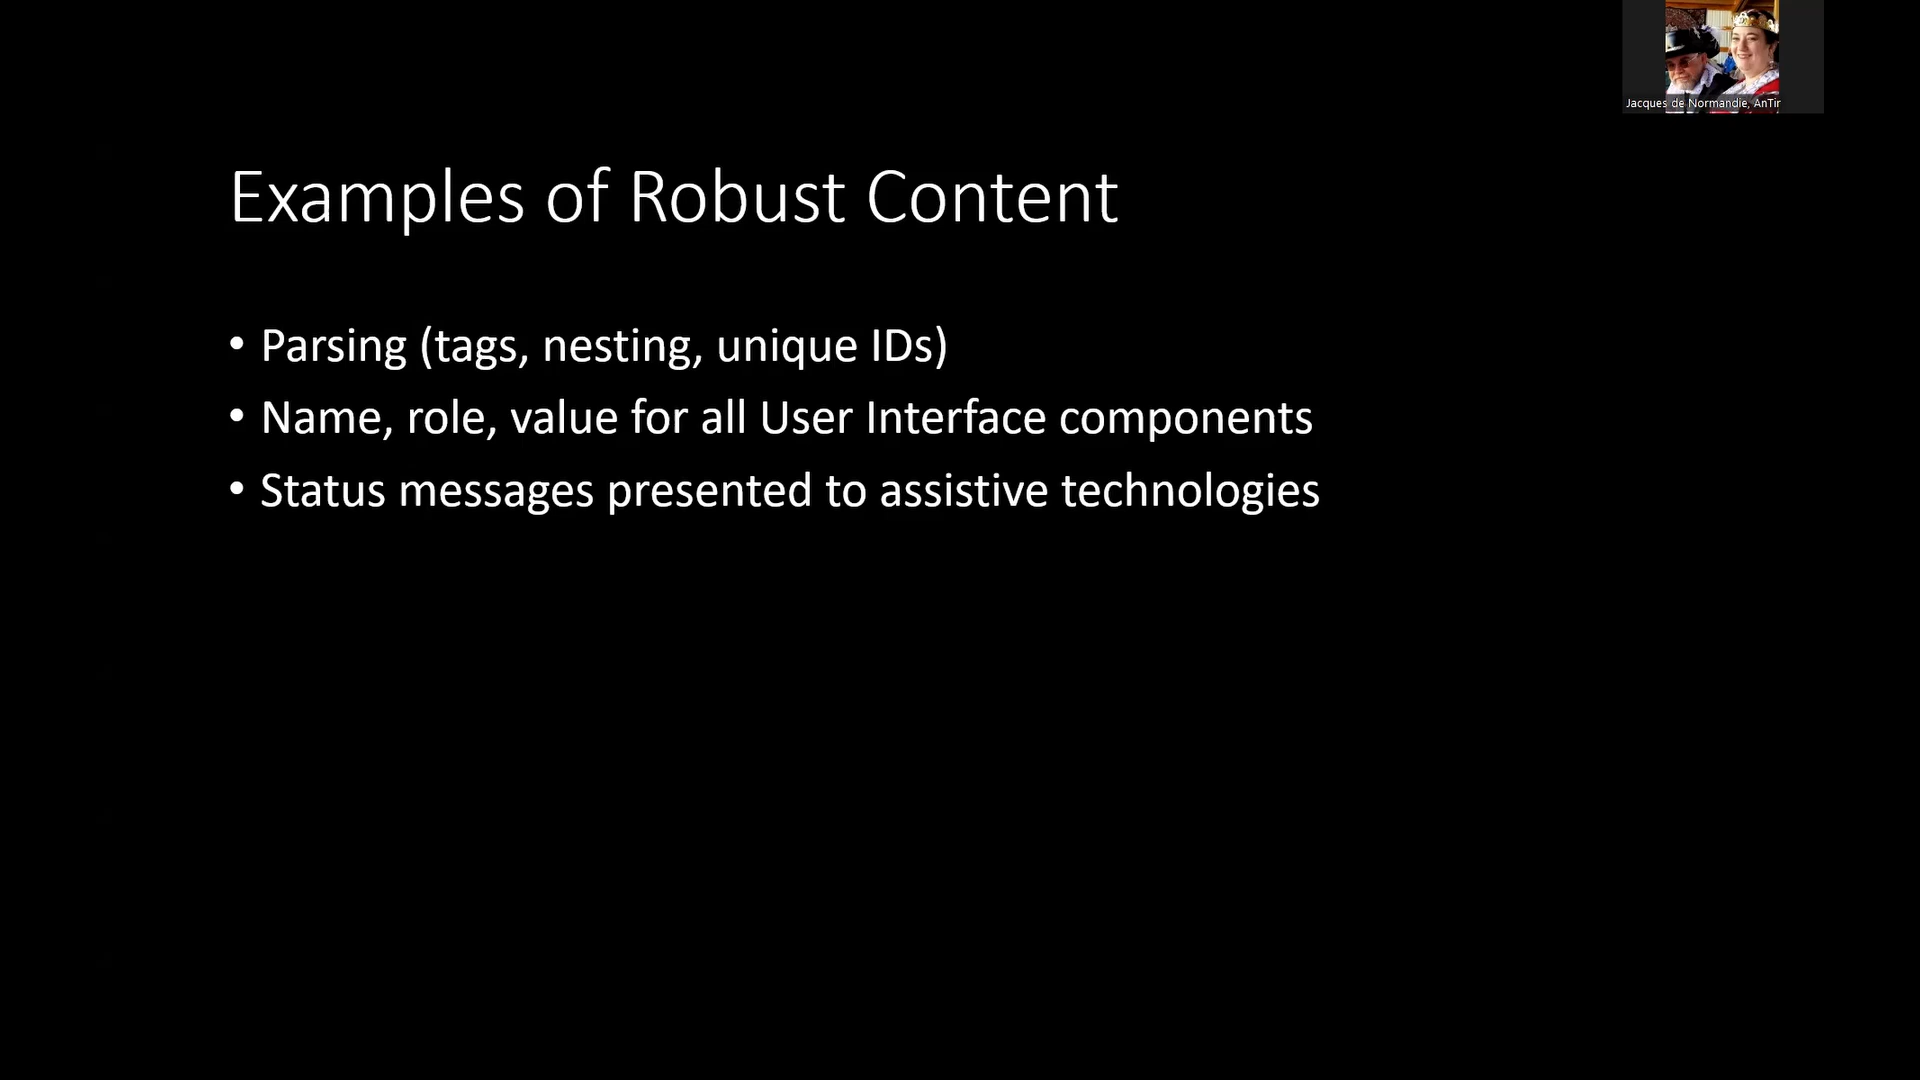 Jacques de Normandie, AnTir
Examples of Robust Content
• Parsing (tags, nesting, unique IDs)
• Name, role, value for all User Interface components
• Status messages presented to assistive technologies